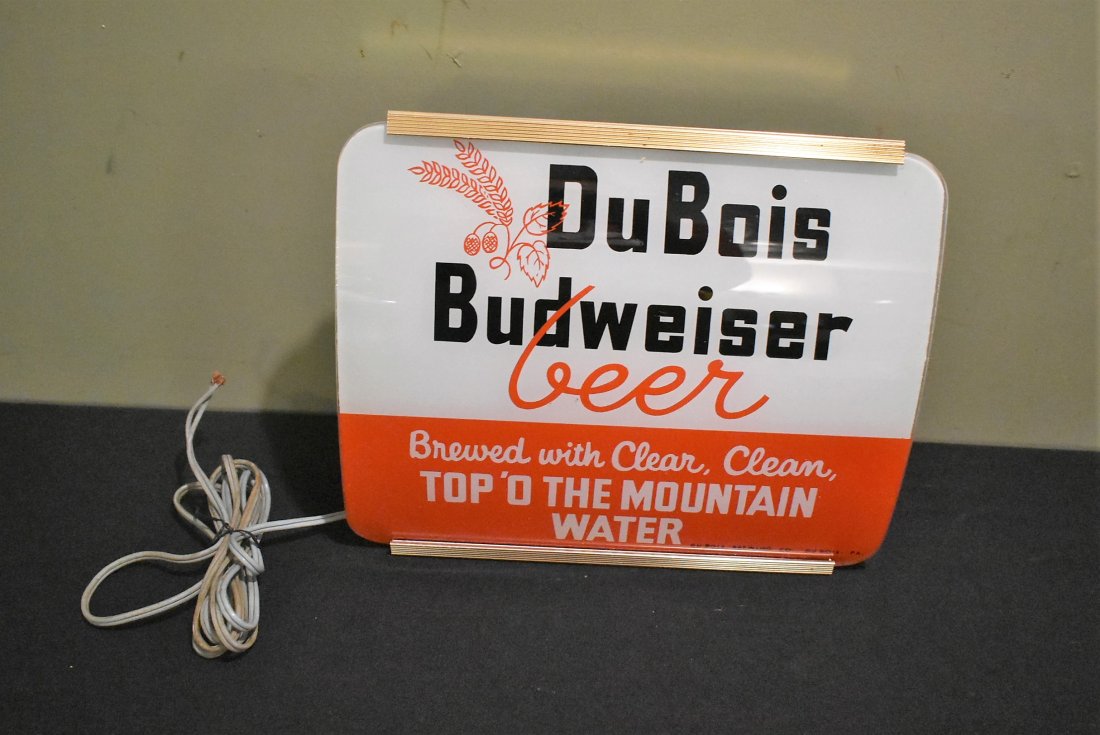 DuBois
Budweiser
beer
Brewed with Clear, Clean,
TOP 'O THE MOUNTAIN
WATER